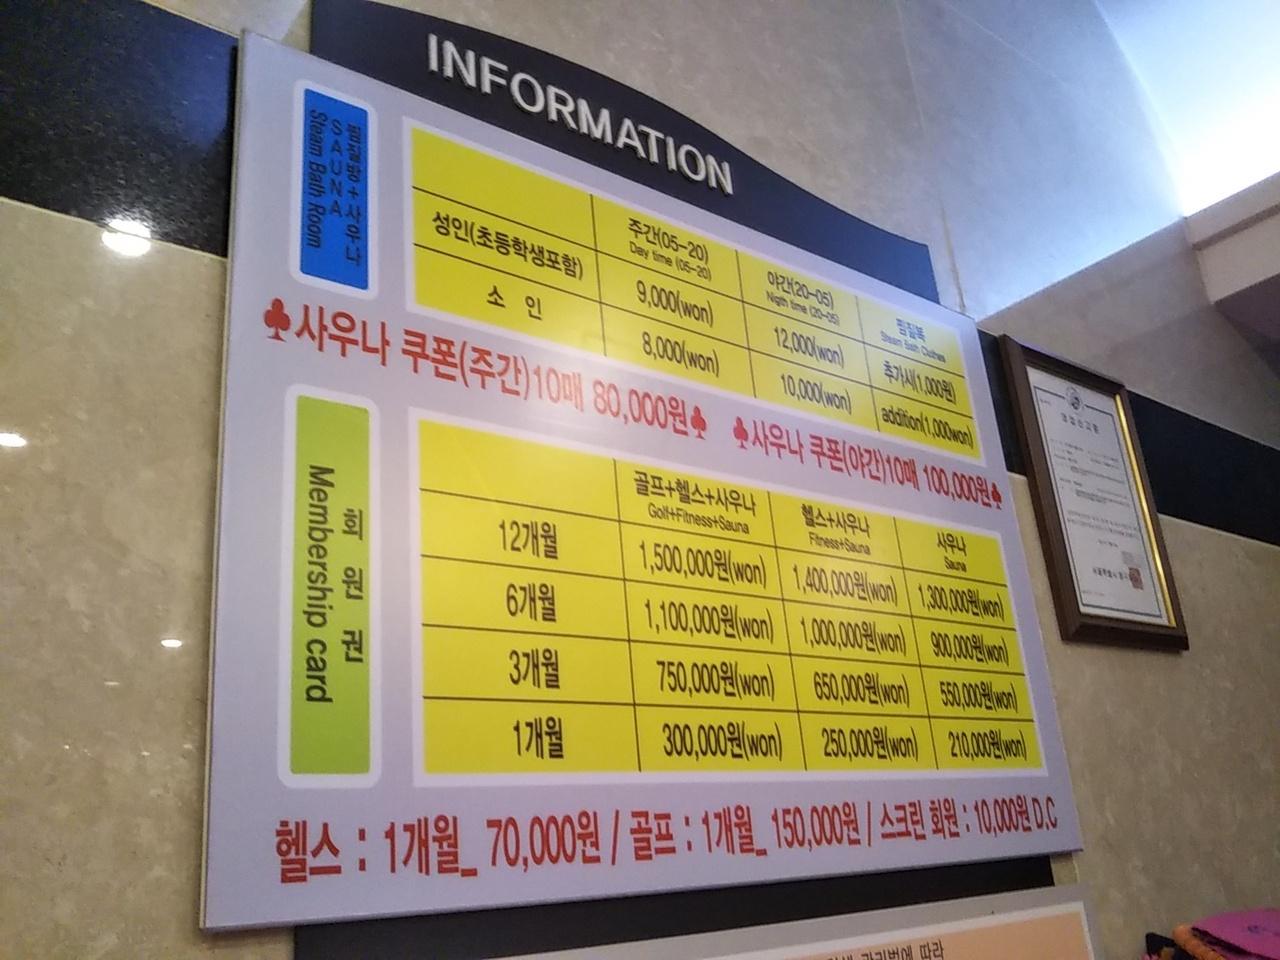 INFORMATION
찜질방+사우나
SAUNA
Steam Bath Room
주간(05-20)
Day time (05-20)
야간(20-05)
Nigth time (20-05)
찜질복
Steam Bath Clothes
성인(초등학생포함)
9,000(won)
12,000(won)
추가시(1,000원)
소 인
8,000(won)
10,000(won)
addition(1,000won)
♣사우나 쿠폰(주간)10매 80,000원♣
♣사우나 쿠폰(야간)10매 100,000원♣
회 원 권
Membership card
골프+헬스+사우나
Golf+Fitness+Sauna
헬스+사우나
Fitness+Sauna
사우나
Sauna
12개월
1,500,000원(won)
1,400,000원(won)
1,300,000원(won)
6개월
1,100,000원(won)
1,000,000원(won)
900,000원(won)
3개월
750,000원(won)
650,000원(won)
550,000원(won)
1개월
300,000원(won)
250,000원(won)
210,000원(won)
헬스 : 1개월_ 70,000원 / 골프 : 1개월_ 150,000원 / 스크린 회원 : 10,000원 D.C
관리법에 따라